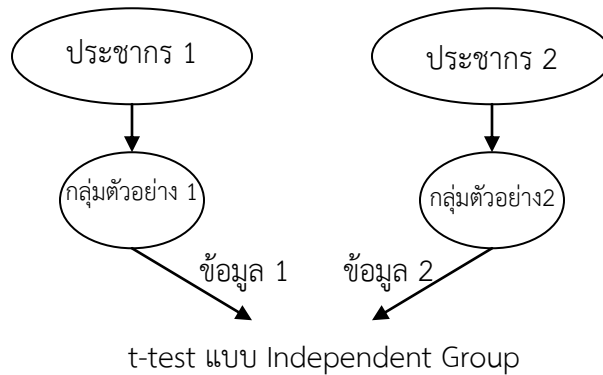 ประชากร 1
ประชากร 2
กลุ่มตัวอย่าง 1
กลุ่มตัวอย่าง2
ข้อมูล 1
ข้อมูล 2
t-test แบบ Independent Group